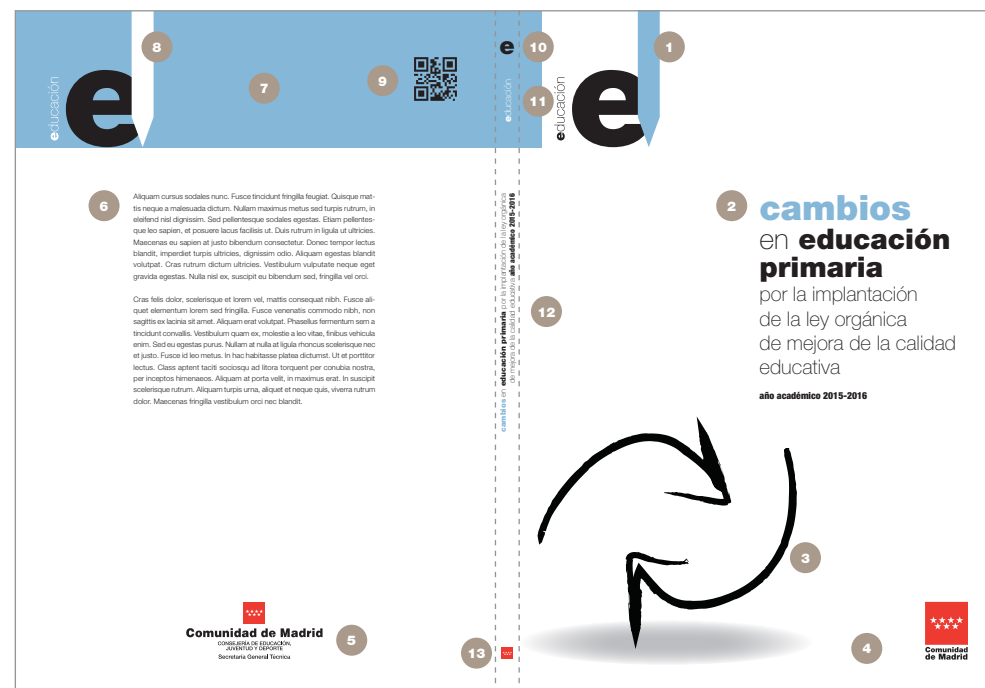 8
7
9
educación
e
6
Aliquam cursus sodales nunc. Fusce tincidunt fringilla feugiat. Quisque mat-
tis neque a malesuada dictum. Nullam maximus metus sed turpis rutrum, in
eleifend nisl dignissim. Sed pellentesque sodales egestas. Etiam pellentes-
que leo sapien, et posuere lacus facilisis ut. Duis rutrum in ligula ut ultricies.
Maecenas eu sapien at justo bibendum consectetur. Donec tempor lectus
blandit, imperdiet turpis ultricies, dignissim odio. Aliquam egestas blandit
volutpat. Cras rutrum dictum ultricies. Vestibulum vulputate neque eget
gravida egestas. Nulla nisl ex, suscipit eu bibendum sed, fringilla vel orci.
Cras felis dolor, scelerisque et lorem vel, mattis consequat nibh. Fusce ali-
quet elementum lorem sed fringilla. Fusce venenatis commodo nibh, non
sagittis ex lacinia sit amet. Aliquam erat volutpat. Phasellus fermentum sem a
tincidunt convallis. Vestibulum quam ex, molestie a leo vitae, finibus vehicula
enim. Sed eu egestas purus. Nullam at nulla at ligula rhoncus scelerisque nec
et justo. Fusce id leo metus. In hac habitasse platea dictumst. Ut et porttitor
lectus. Class aptent taciti sociosqu ad litora torquent per conubia nostra,
per inceptos himenaeos. Aliquam at porta velit, in maximus erat. In suscipit
scelerisque rutrum. Aliquam turpis urna, aliquet et neque quis, viverra rutrum
dolor. Maecenas fringilla vestibulum orci nec blandit.
Comunidad de Madrid
CONSEJERÍA DE EDUCACIÓN,
JUVENTUD Y DEPORTE
Secretaría General Técnica
5
e
10
educación
11
cambios en educación primaria por la implantación de la ley orgánica
de mejora de la calidad educativa año académico 2015-2016
12
13
1
educación
e
2
cambios
en educación
primaria
por la implantación
de la ley orgánica
de mejora de la calidad
educativa
año académico 2015-2016
3
4
Comunidad
de Madrid